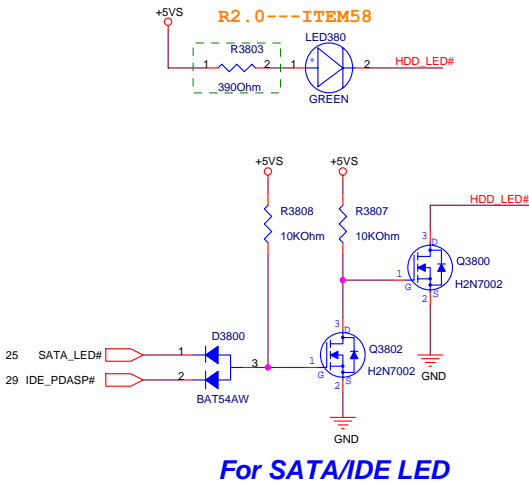 R2.0---ITEM58
+5VS
LED380
R3803
1 2 1 + 2 HDD_LED#
390Ohm
GREEN
+5VS +5VS
HDD_LED#
R3808 R3807
10KOhm 10KOhm
3 D
Q3800
1 G
H2N7002
2 S
GND
D3800
3 D
Q3802
25 SATA_LED# 1
3 1 G
H2N7002
29 IDE_PDASP# 2
2 S
BAT54AW
GND
For SATA/IDE LED